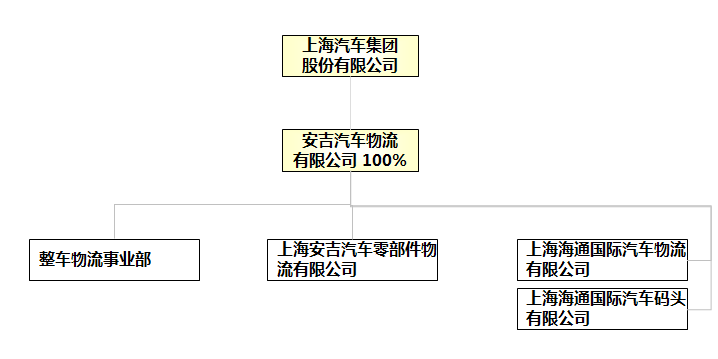 上海汽车集团
股份有限公司
安吉汽车物流
有限公司 100%
整车物流事业部
上海安吉汽车零部件物
流有限公司
上海海通国际汽车物流
有限公司
上海海通国际汽车码头
有限公司